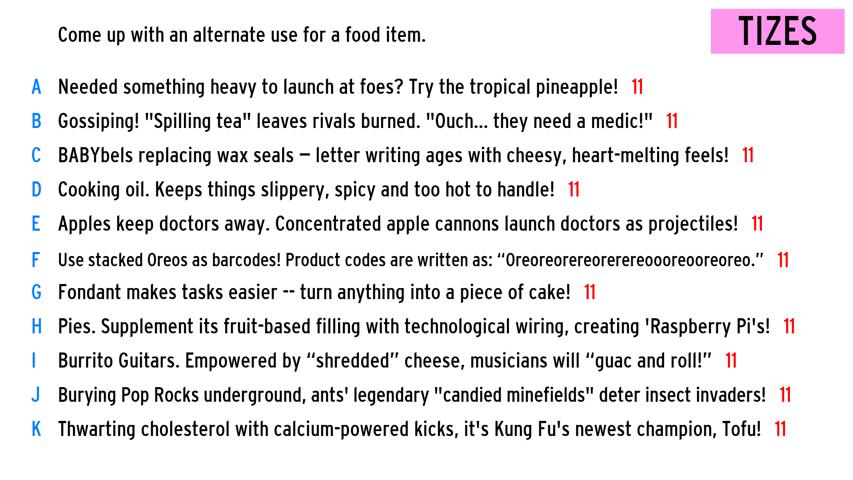 TIZES
Come up with an alternate use for a food item.
A Needed something heavy to launch at foes? Try the tropical pineapple! 11
B Gossiping! "Spilling tea" leaves rivals burned. "Ouch... they need a medic!" 11
C BABYbels replacing wax seals – letter writing ages with cheesy, heart-melting feels! 11
D Cooking oil. Keeps things slippery, spicy and too hot to handle! 11
E Apples keep doctors away. Concentrated apple cannons launch doctors as projectiles! 11
F Use stacked Oreos as barcodes! Product codes are written as: “Oreoreorereorerereoooreooreoreo.” 11
G Fondant makes tasks easier -- turn anything into a piece of cake! 11
H Pies. Supplement its fruit-based filling with technological wiring, creating 'Raspberry Pi's! 11
I Burrito Guitars. Empowered by “shredded” cheese, musicians will “guac and roll!” 11
J Burying Pop Rocks underground, ants' legendary "candied minefields" deter insect invaders! 11
K Thwarting cholesterol with calcium-powered kicks, it's Kung Fu's newest champion, Tofu! 11